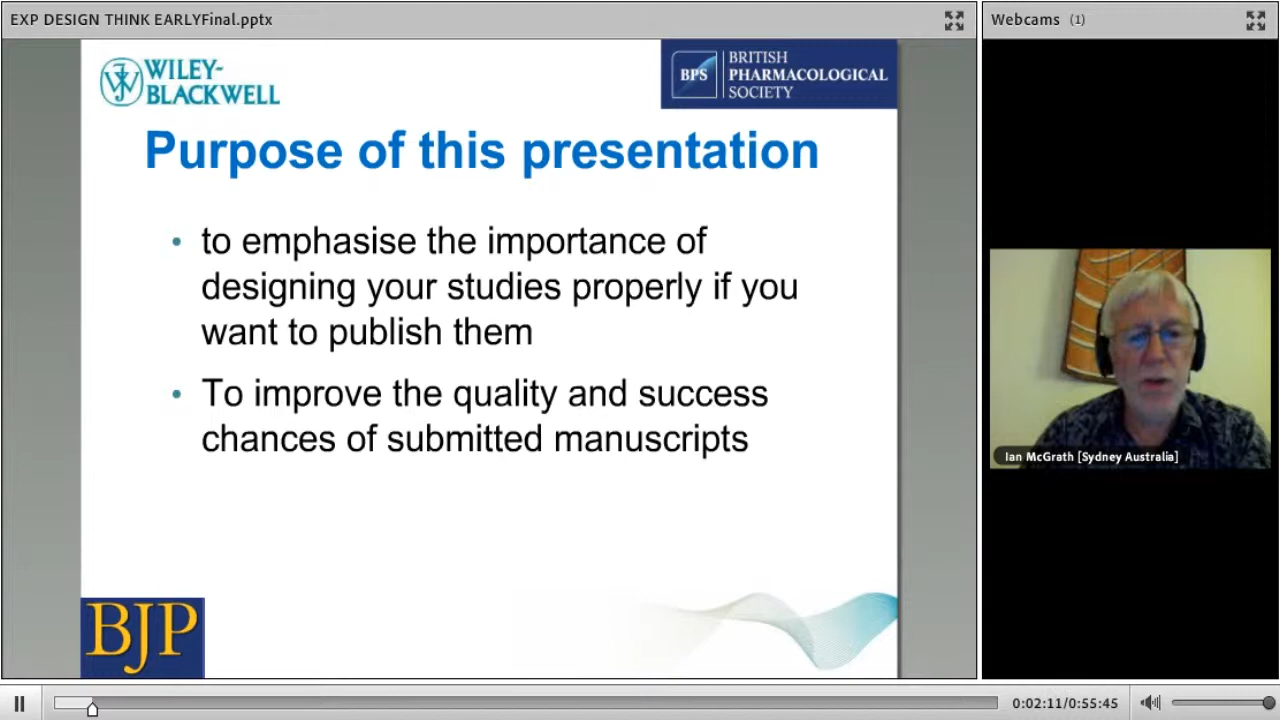 EXP DESIGN THINK EARLYFinal.pptx
Webcams (1)
WILEY-
BLACKWELL
BPS
BRITISH
PHARMACOLOGICAL
SOCIETY
Purpose of this presentation
• to emphasise the importance of
designing your studies properly if you
want to publish them
• To improve the quality and success
chances of submitted manuscripts
Ian McGrath [Sydney Australia]
BJP
0:02:11/0:55:45